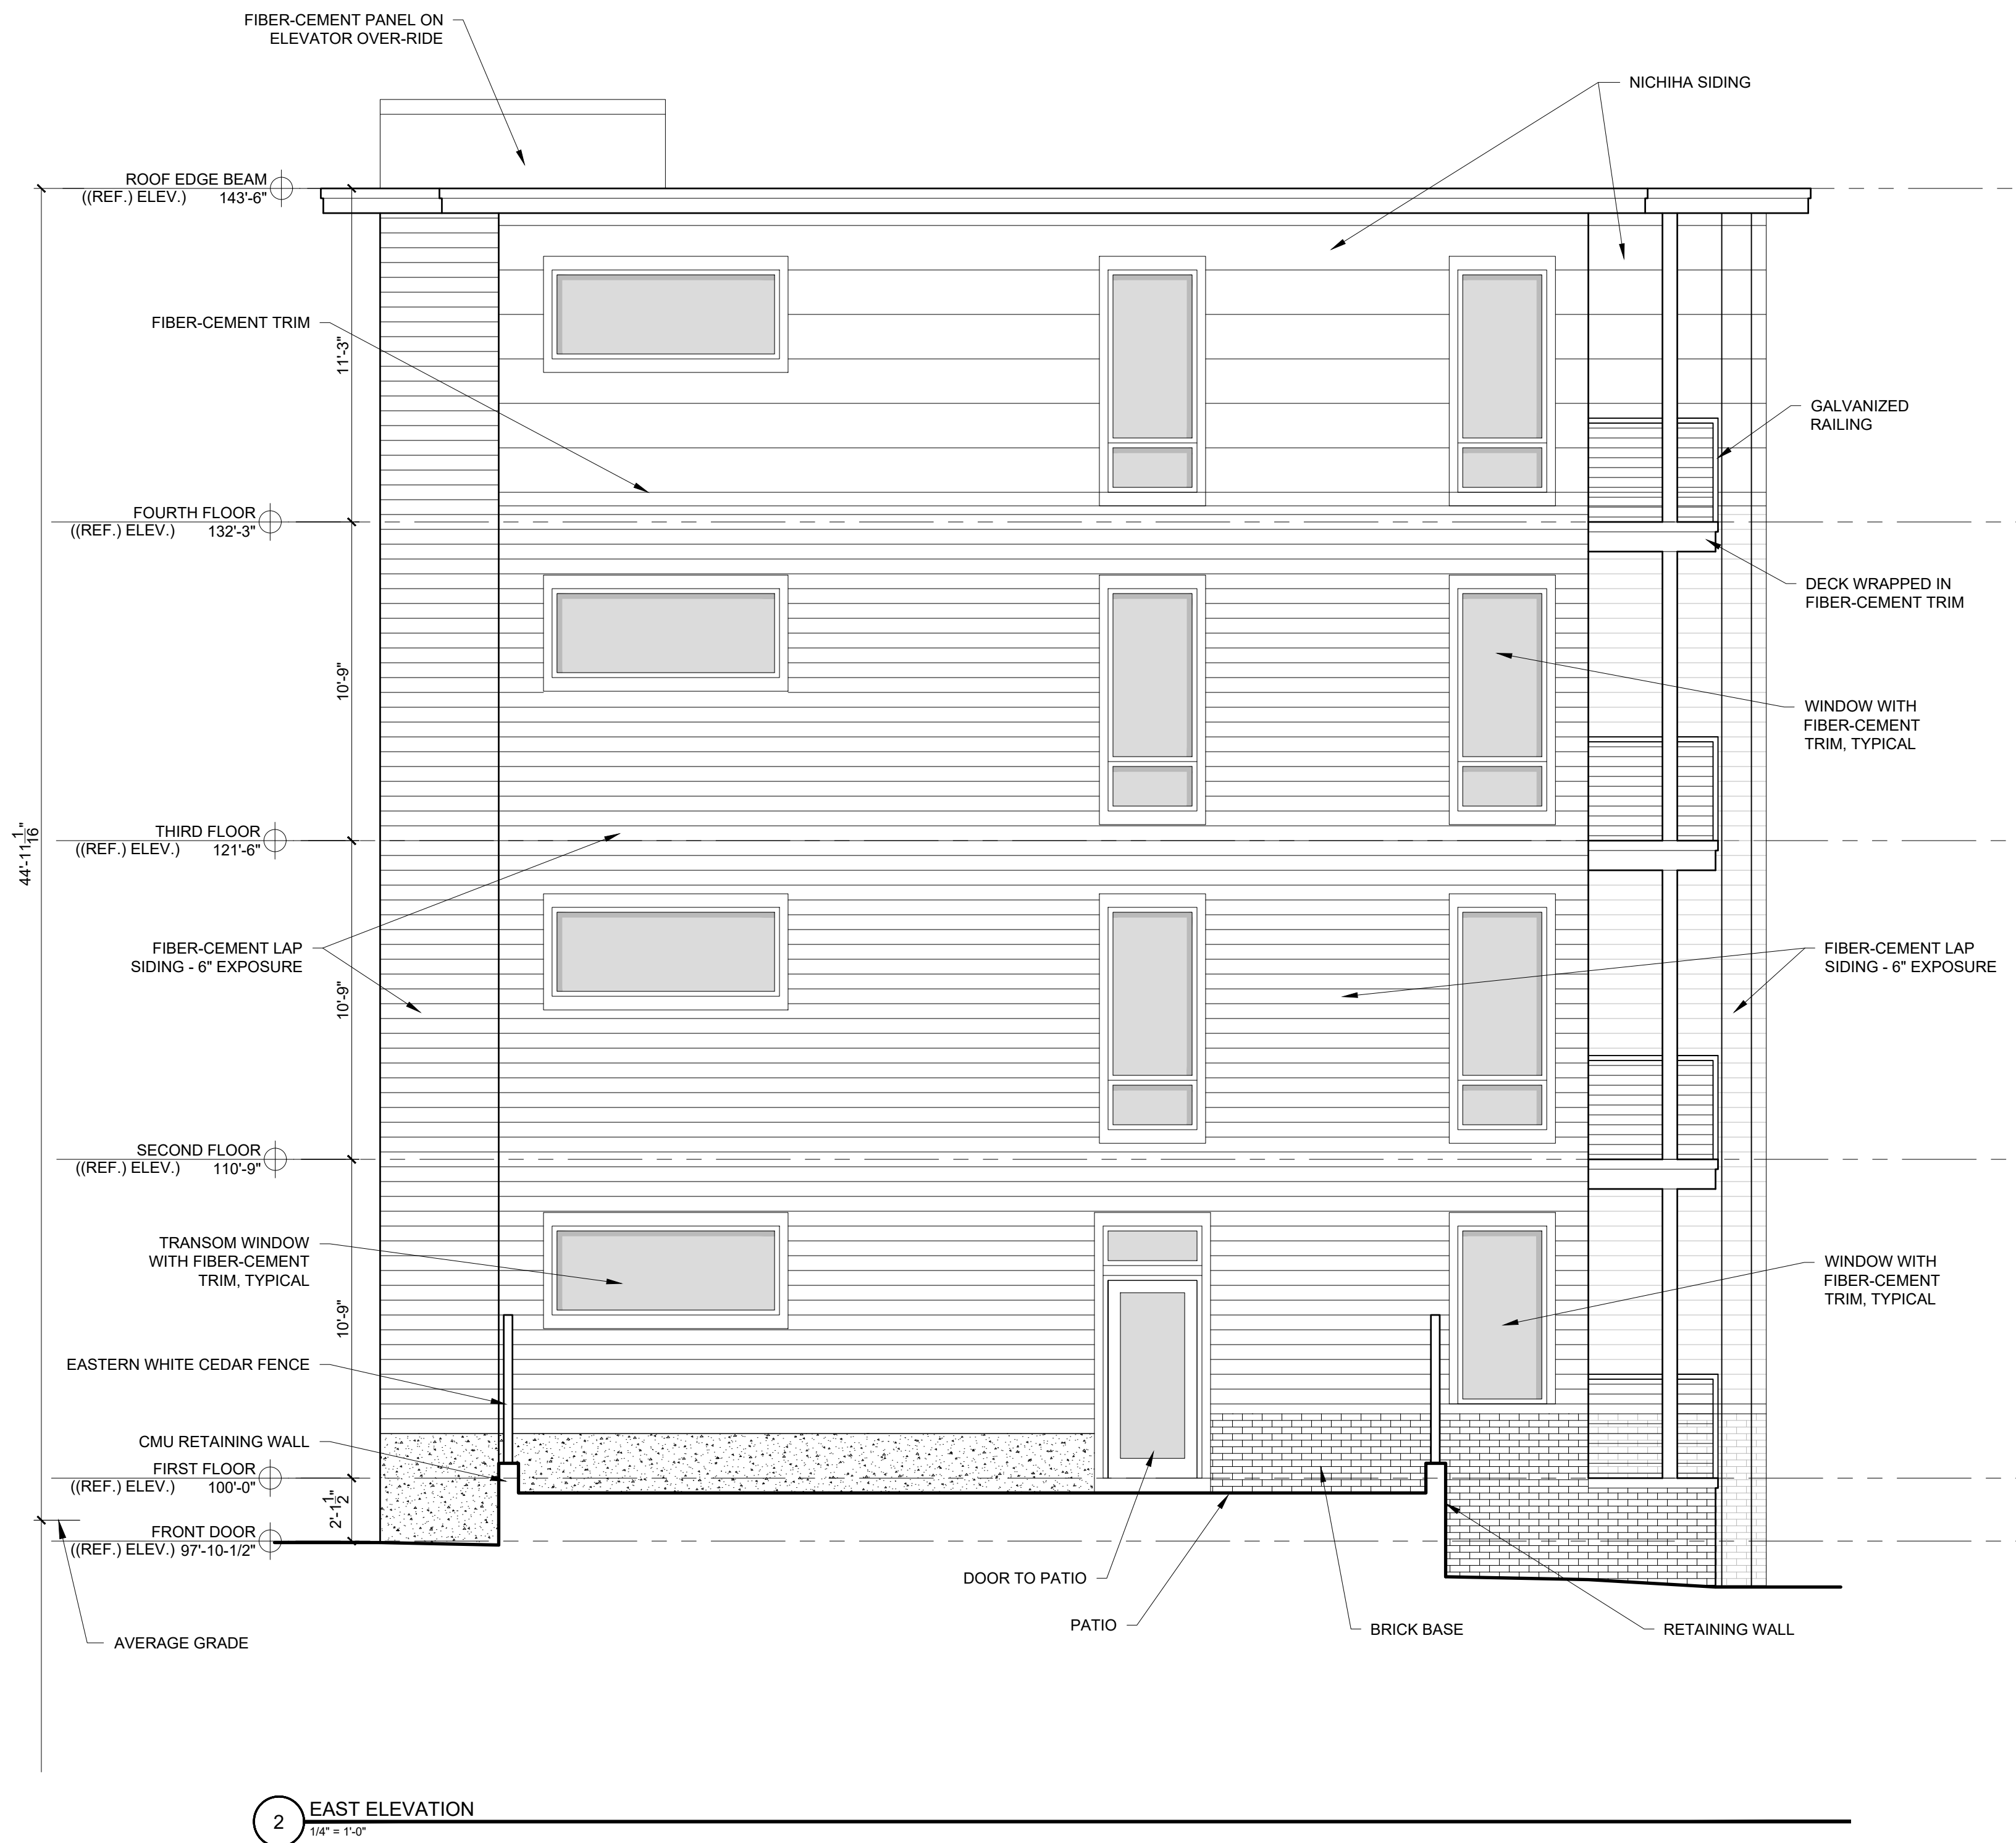 FIBER-CEMENT PANEL ON
ELEVATOR OVER-RIDE
NICHIHA SIDING
ROOF EDGE BEAM
((REF.) ELEV.) 143'-6"
FIBER-CEMENT TRIM
11'-3"
GALVANIZED
RAILING
FOURTH FLOOR
((REF.) ELEV.) 132'-3"
DECK WRAPPED IN
FIBER-CEMENT TRIM
10'-9"
WINDOW WITH
FIBER-CEMENT
TRIM, TYPICAL
44'-11 1/16"
THIRD FLOOR
((REF.) ELEV.) 121'-6"
FIBER-CEMENT LAP
SIDING - 6" EXPOSURE
10'-9"
FIBER-CEMENT LAP
SIDING - 6" EXPOSURE
SECOND FLOOR
((REF.) ELEV.) 110'-9"
TRANSOM WINDOW
WITH FIBER-CEMENT
TRIM, TYPICAL
10'-9"
WINDOW WITH
FIBER-CEMENT
TRIM, TYPICAL
EASTERN WHITE CEDAR FENCE
CMU RETAINING WALL
FIRST FLOOR
((REF.) ELEV.) 100'-0"
2'-1 1/2"
FRONT DOOR
((REF.) ELEV.) 97'-10-1/2"
DOOR TO PATIO
PATIO
BRICK BASE
RETAINING WALL
AVERAGE GRADE
2 EAST ELEVATION
1/4" = 1'-0"